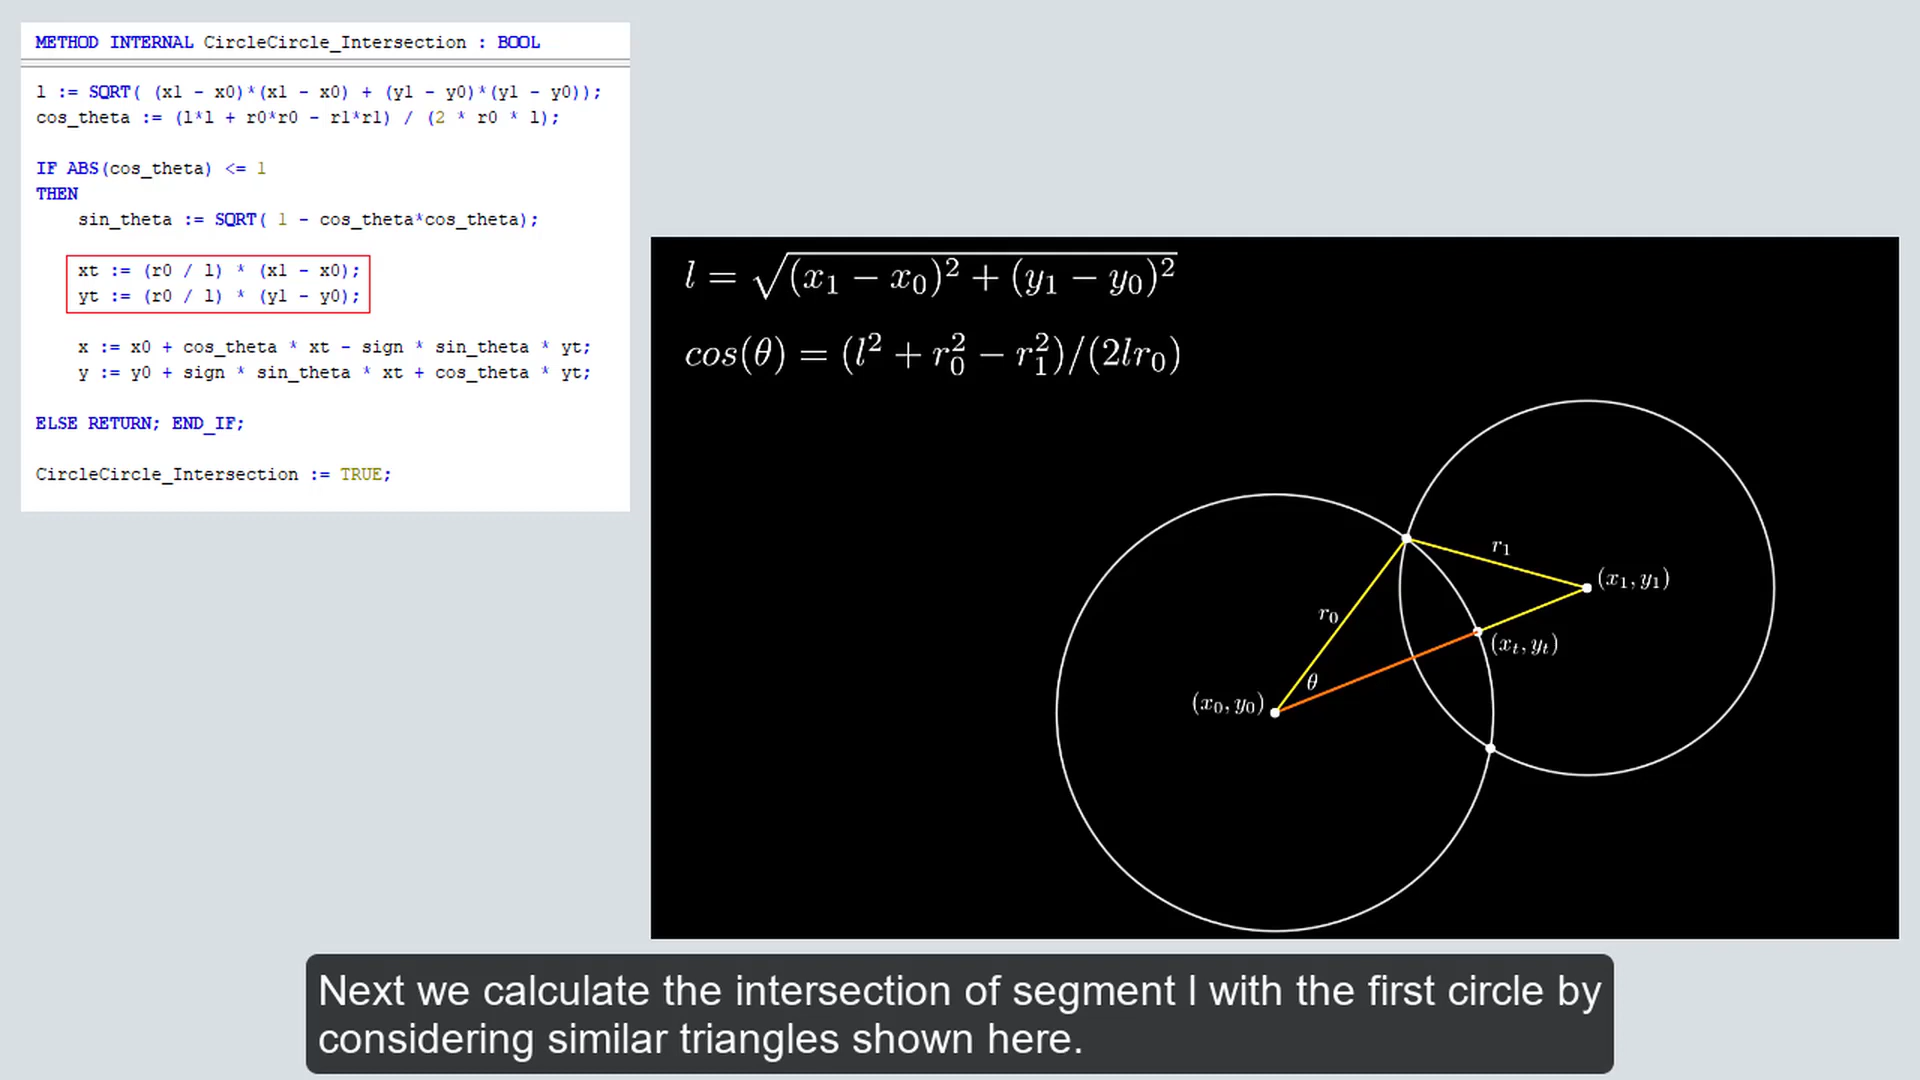 METHOD INTERNAL CircleCircle_Intersection : BOOL
l := SQRT( (x1 - x0)*(x1 - x0) + (y1 - y0)*(y1 - y0));
cos_theta := (l*l + r0*r0 - r1*r1) / (2 * r0 * l);
IF ABS(cos_theta) <= 1
THEN
sin_theta := SQRT( 1 - cos_theta*cos_theta);
xt := (r0 / l) * (x1 - x0);
yt := (r0 / l) * (y1 - y0);
x := x0 + cos_theta * xt - sign * sin_theta * yt;
y := y0 + sign * sin_theta * xt + cos_theta * yt;
ELSE RETURN; END_IF;
CircleCircle_Intersection := TRUE;
l = √((x₁ − x₀)² + (y₁ − y₀)²)
cos(θ) = (l² + r₀² − r₁²)/(2lr₀)
r₁
(x₁, y₁)
r₀
(xₜ, yₜ)
θ
(x₀, y₀)
Next we calculate the intersection of segment l with the first circle by
considering similar triangles shown here.